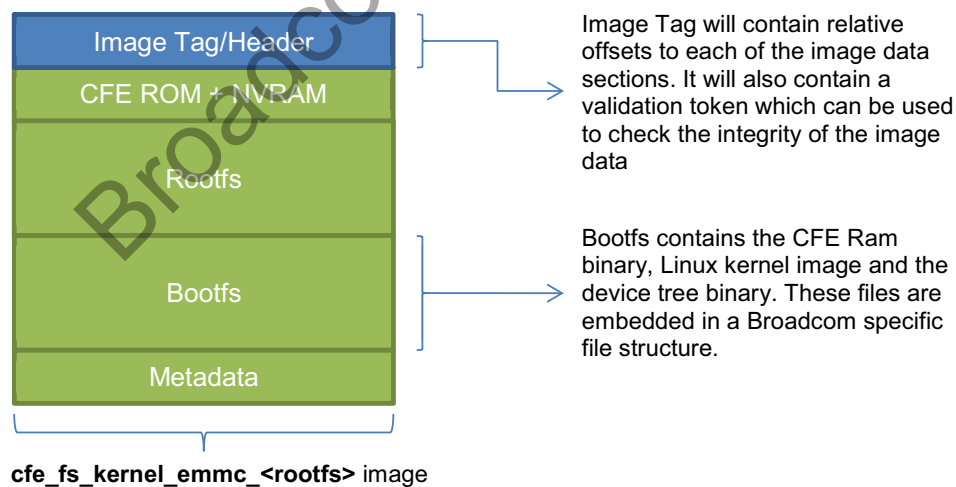 Image Tag/Header
CFE ROM + NVRAM
Rootfs
Bootfs
Metadata
cfe_fs_kernel_emmc_<rootfs> image
Image Tag will contain relative
offsets to each of the image data
sections. It will also contain a
validation token which can be used
to check the integrity of the image
data
Bootfs contains the CFE Ram
binary, Linux kernel image and the
device tree binary. These files are
embedded in a Broadcom specific
file structure.
Broadco